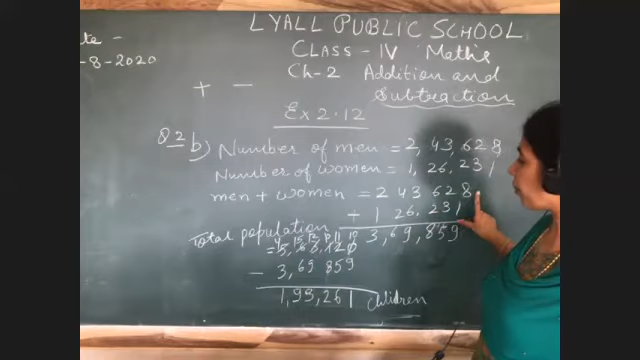 LYALL PUBLIC SCHOOL
te -
-8-2020
CLASS-IV Maths
Ch-2 Addition and
Subtraction
+ -
Ex 2.12
Q2 b) Number of men = 2,43,628
Number of women = 1,26,231
men + women = 2 43 628
+ 1 26,231
Total population 3,69,859
- 3,69 859
1,93,261 children